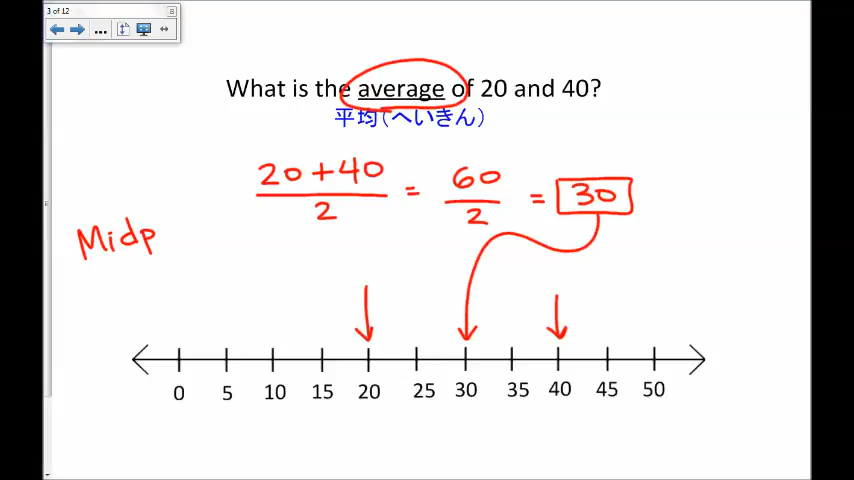 3 of 12
What is the average of 20 and 40?
平均(へいきん)
20+40/2 = 60/2 = 30
Midp
0 5 10 15 20 25 30 35 40 45 50